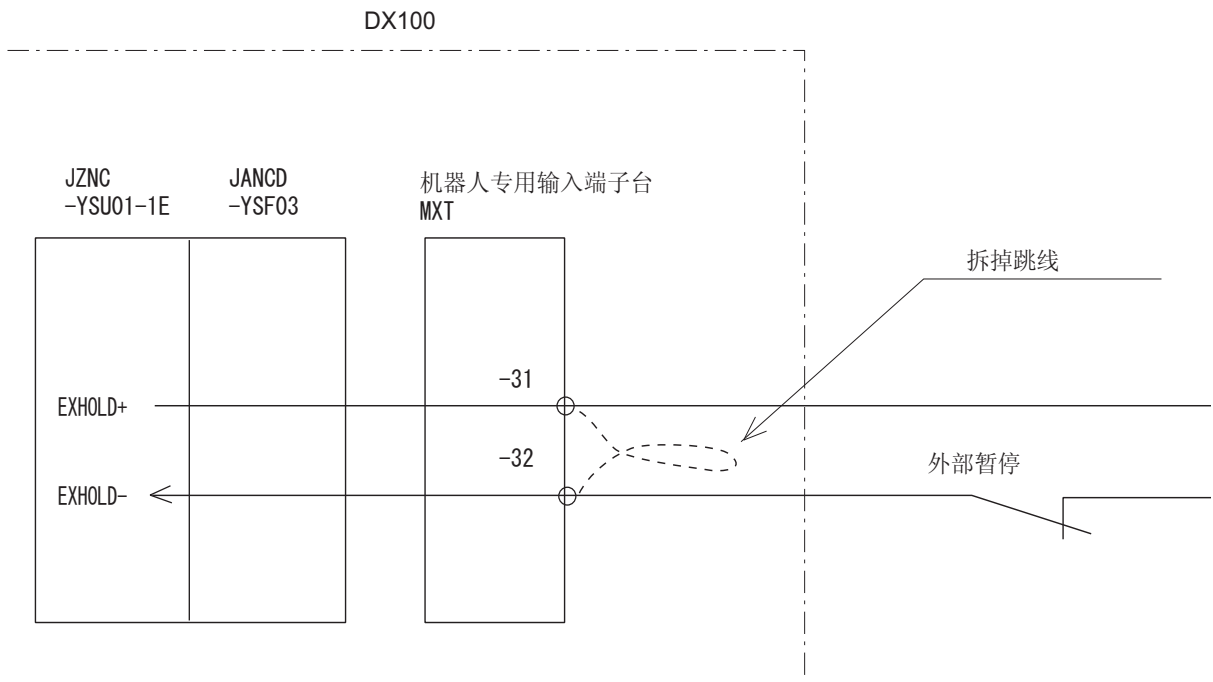 DX100
JZNC
-YSU01-1E
JANCD
-YSF03
机器人专用输入端子台
MXT
拆掉跳线
-31
EXHOLD+
-32
外部暂停
EXHOLD-